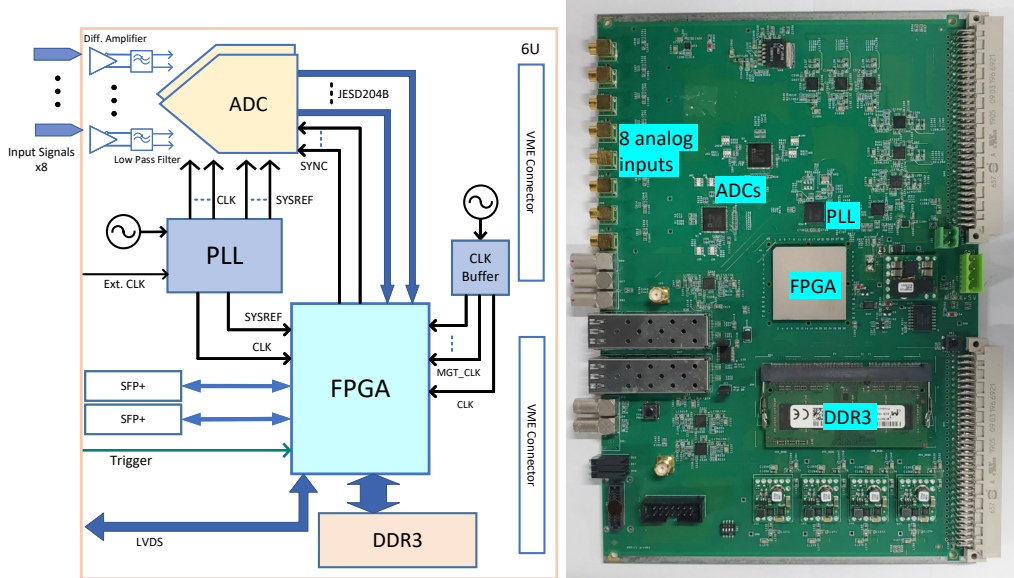 Diff. Amplifier
6U
ADC
JESD204B
Input Signals
x8
Low Pass Filter
SYNC
CLK
SYSREF
VME Connector
PLL
CLK
Buffer
Ext. CLK
SYSREF
CLK
MGT_CLK
CLK
FPGA
SFP+
SFP+
Trigger
VME Connector
LVDS
DDR3
8 analog
inputs
ADCs
PLL
FPGA
DDR3